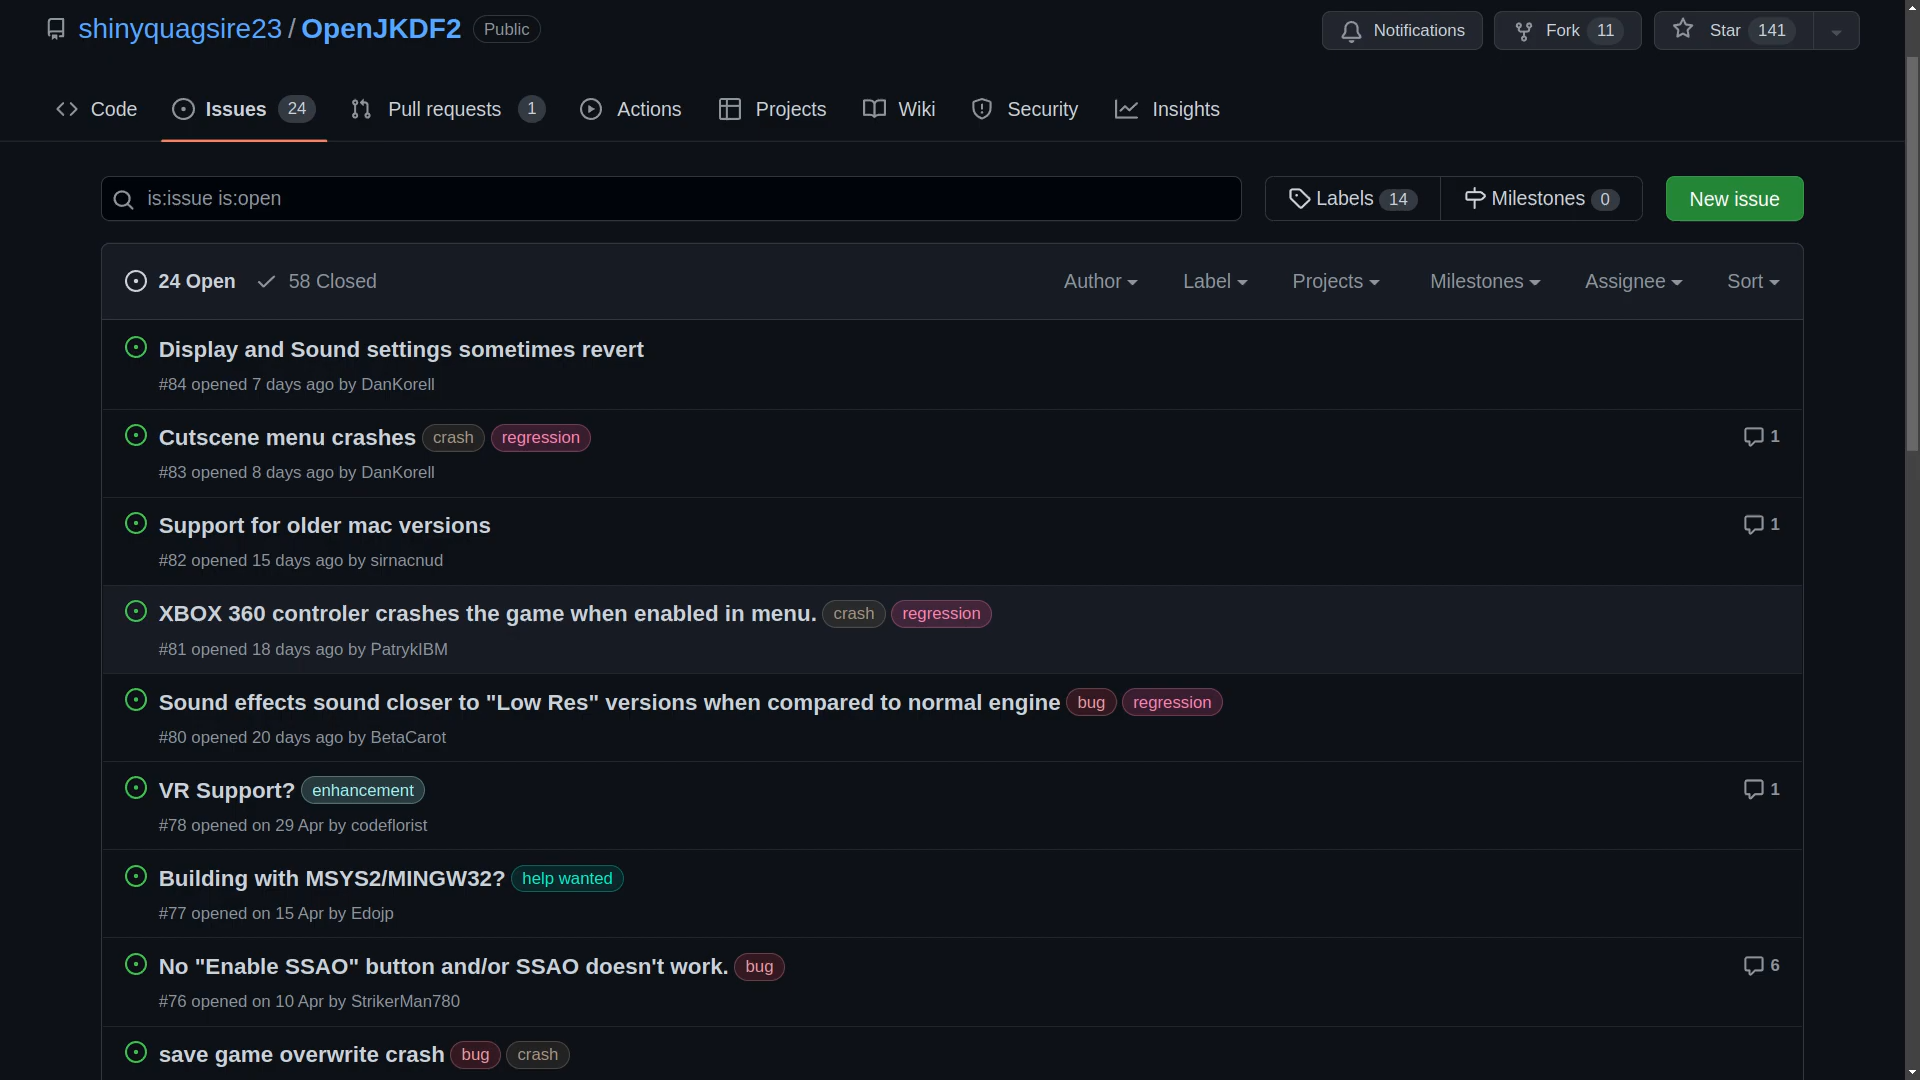 shinyquagsire23 / OpenJKDF2 Public
Notifications Fork 11 Star 141
Code Issues 24 Pull requests 1 Actions Projects Wiki Security Insights
is:issue is:open
Labels 14 Milestones 0 New issue
24 Open 58 Closed Author Label Projects Milestones Assignee Sort
Display and Sound settings sometimes revert
#84 opened 7 days ago by DanKorell
Cutscene menu crashes crash regression 1
#83 opened 8 days ago by DanKorell
Support for older mac versions 1
#82 opened 15 days ago by sirnacnud
XBOX 360 controler crashes the game when enabled in menu. crash regression
#81 opened 18 days ago by PatrykIBM
Sound effects sound closer to "Low Res" versions when compared to normal engine bug regression
#80 opened 20 days ago by BetaCarot
VR Support? enhancement 1
#78 opened on 29 Apr by codeflorist
Building with MSYS2/MINGW32? help wanted
#77 opened on 15 Apr by Edojp
No "Enable SSAO" button and/or SSAO doesn't work. bug 6
#76 opened on 10 Apr by StrikerMan780
save game overwrite crash bug crash